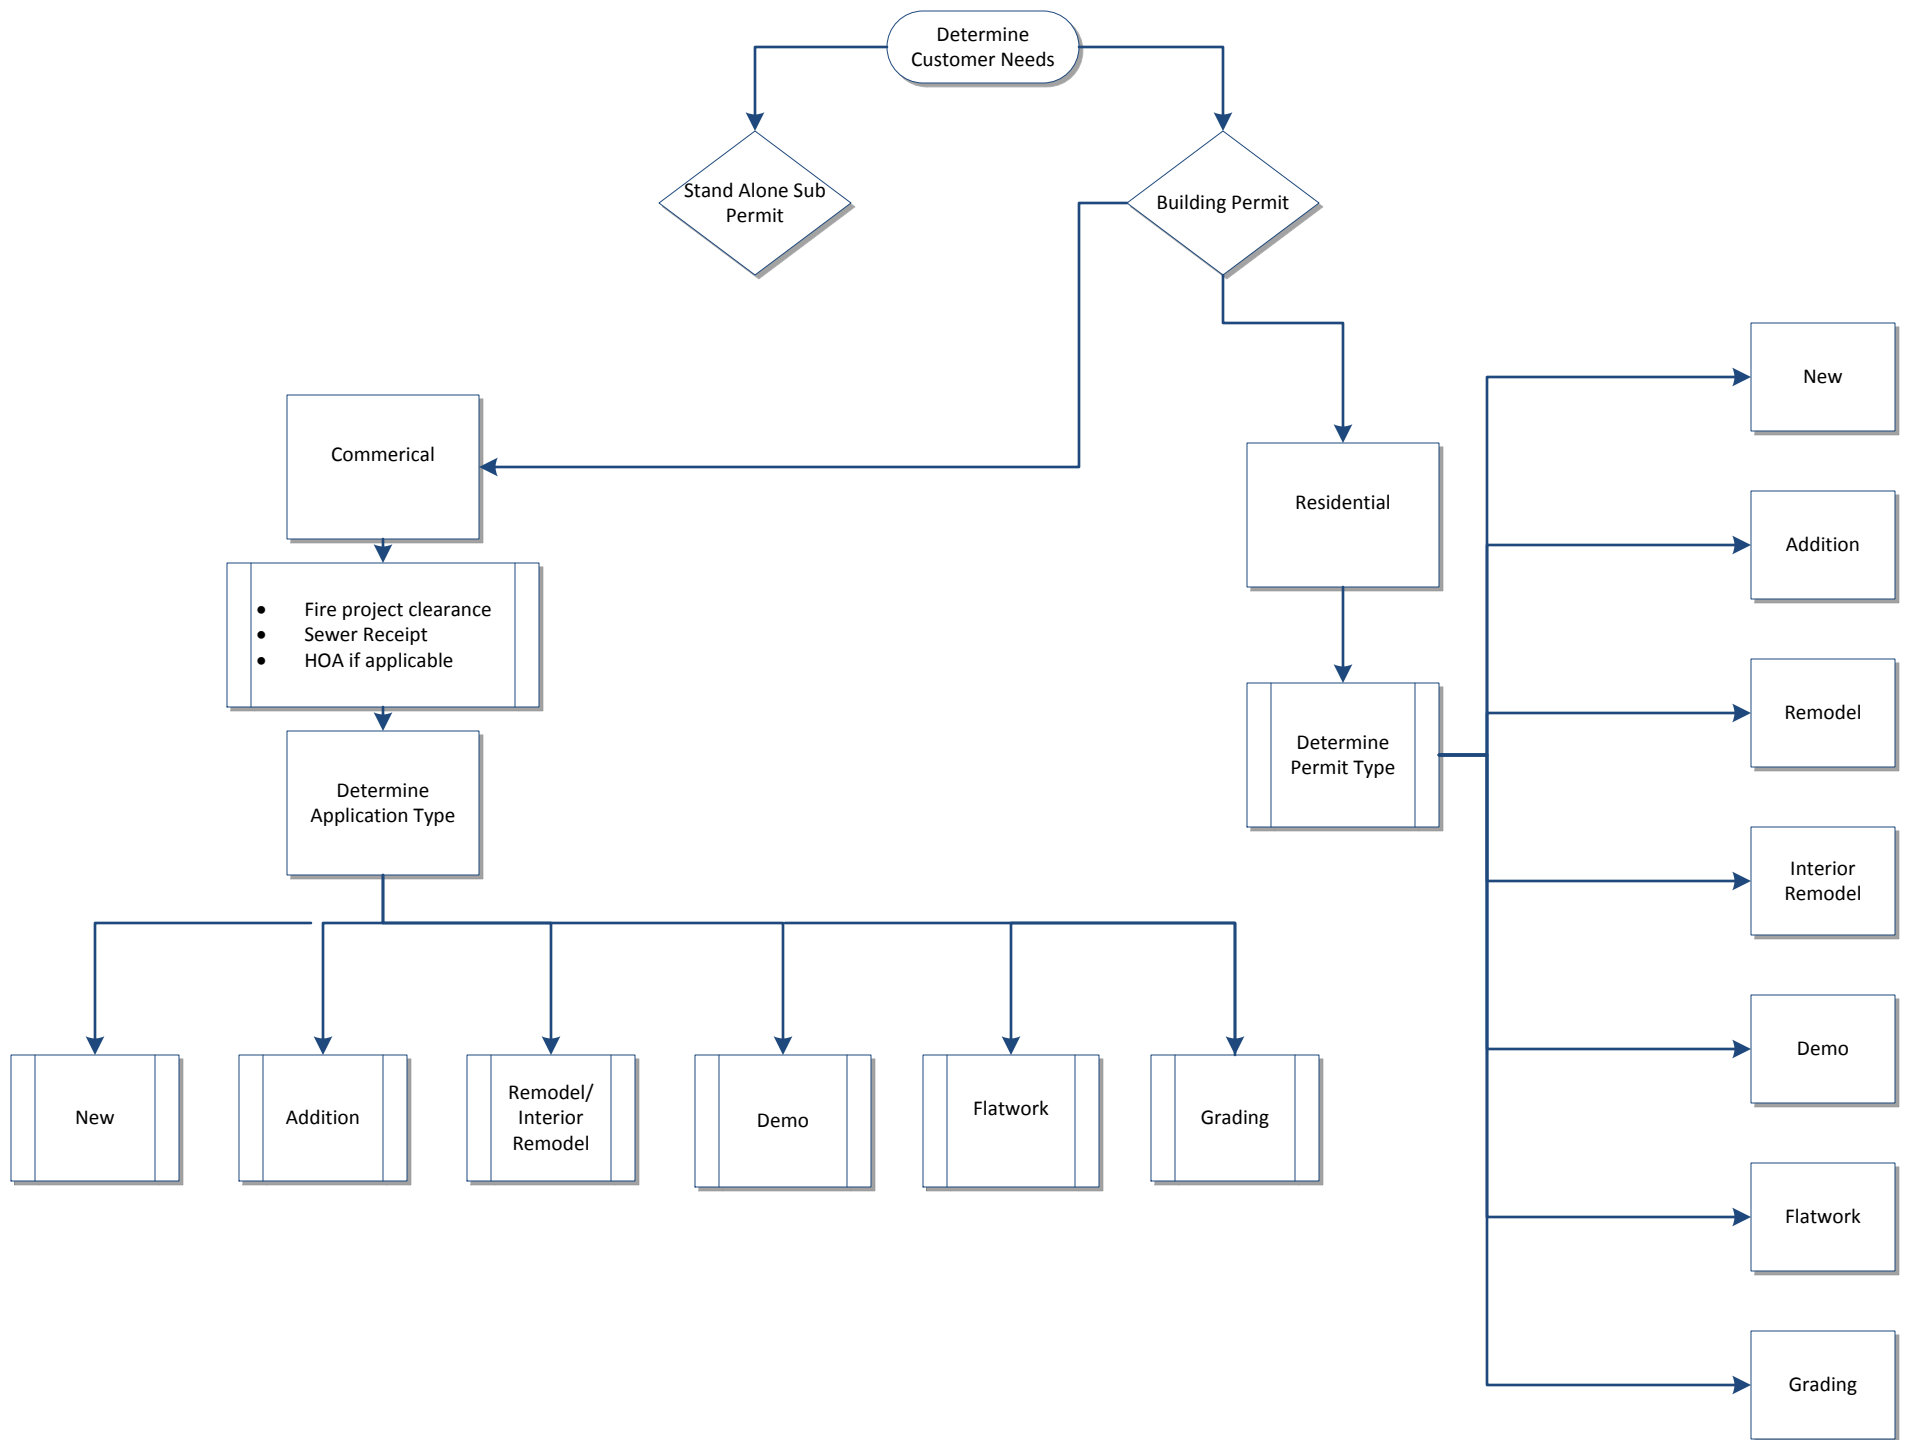 Determine
Customer Needs
Stand Alone Sub
Permit
Building Permit
Commerical
• Fire project clearance
• Sewer Receipt
• HOA if applicable
Determine
Application Type
New
Addition
Remodel/
Interior
Remodel
Demo
Flatwork
Grading
Residential
Determine
Permit Type
New
Addition
Remodel
Interior
Remodel
Demo
Flatwork
Grading